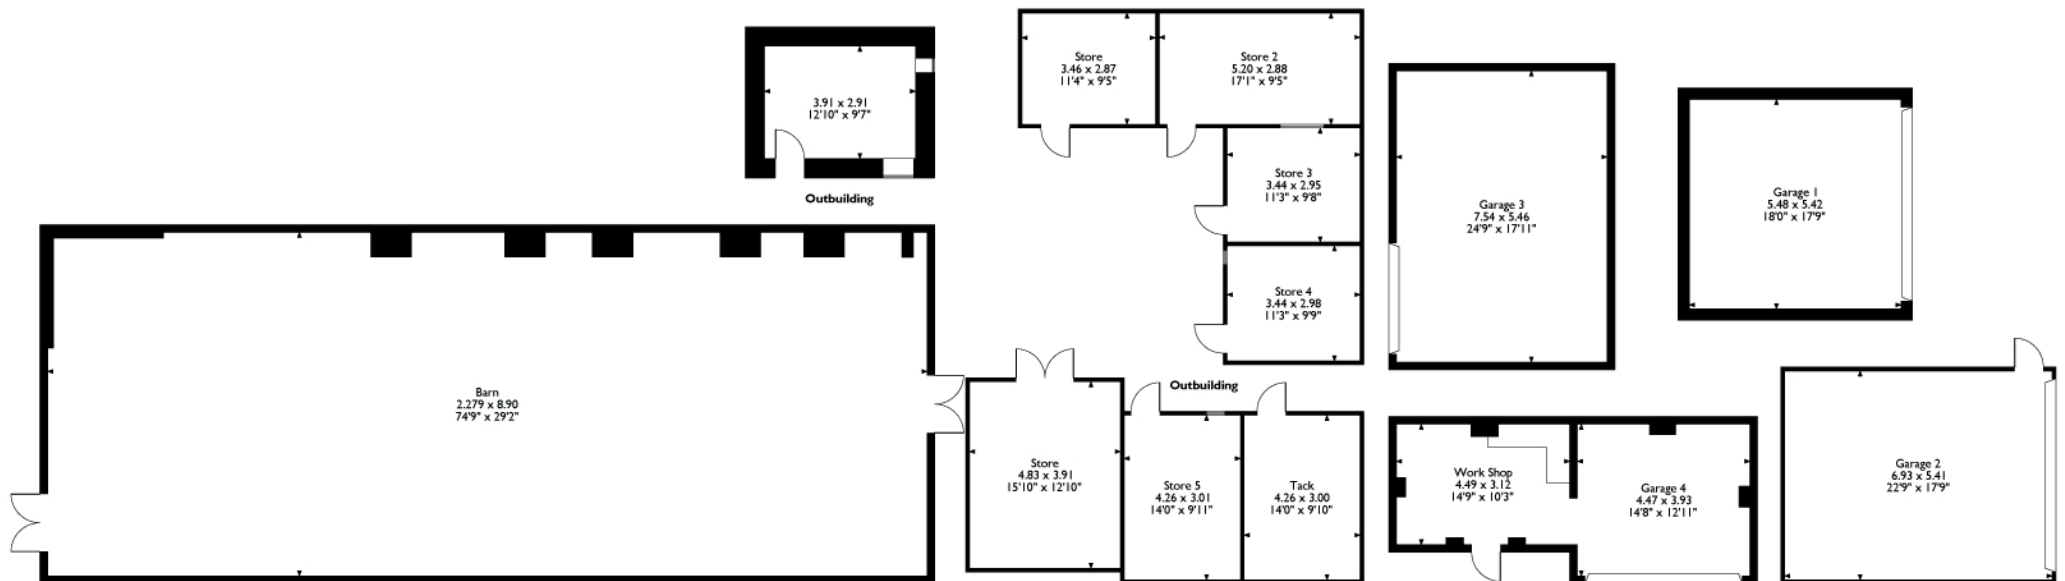 3.91 x 2.91
12'10" x 9'7"
Outbuilding
Store
3.46 x 2.87
11'4" x 9'5"
Store 2
5.20 x 2.88
17'1" x 9'5"
Store 3
3.44 x 2.95
11'3" x 9'8"
Store 4
3.44 x 2.98
11'3" x 9'9"
Garage 3
7.54 x 5.46
24'9" x 17'11"
Garage 1
5.48 x 5.42
18'0" x 17'9"
Barn
2.279 x 8.90
74'9" x 29'2"
Outbuilding
Store
4.83 x 3.91
15'10" x 12'10"
Store 5
4.26 x 3.01
14'0" x 9'11"
Tack
4.26 x 3.00
14'0" x 9'10"
Work Shop
4.49 x 3.12
14'9" x 10'3"
Garage 4
4.47 x 3.93
14'8" x 12'11"
Garage 2
6.93 x 5.41
22'9" x 17'9"